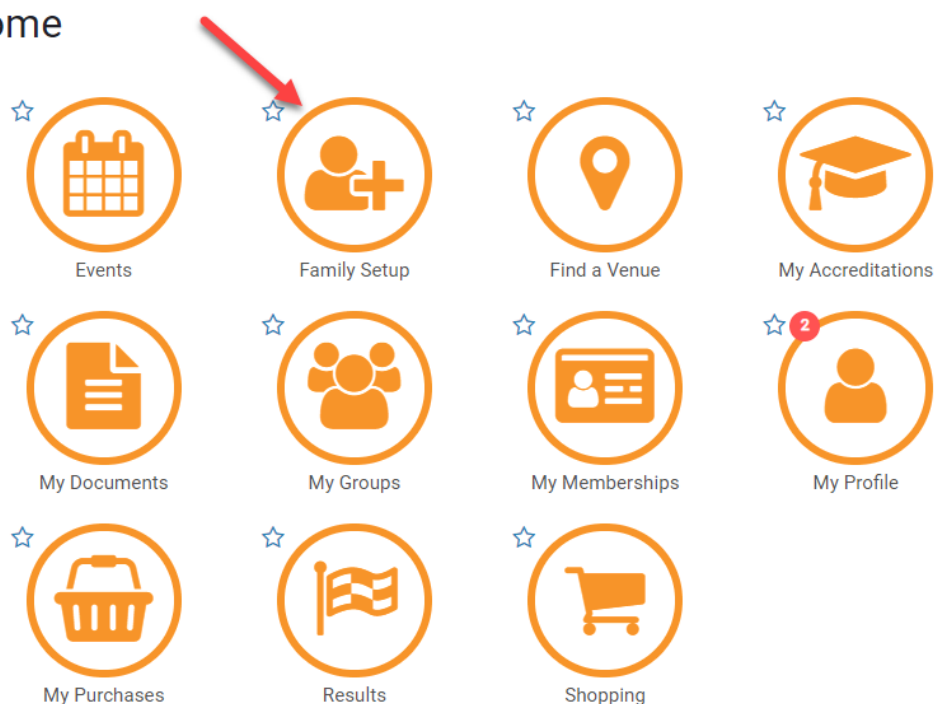 ome
Events
Family Setup
Find a Venue
My Accreditations
2
My Documents
My Groups
My Memberships
My Profile
My Purchases
Results
Shopping